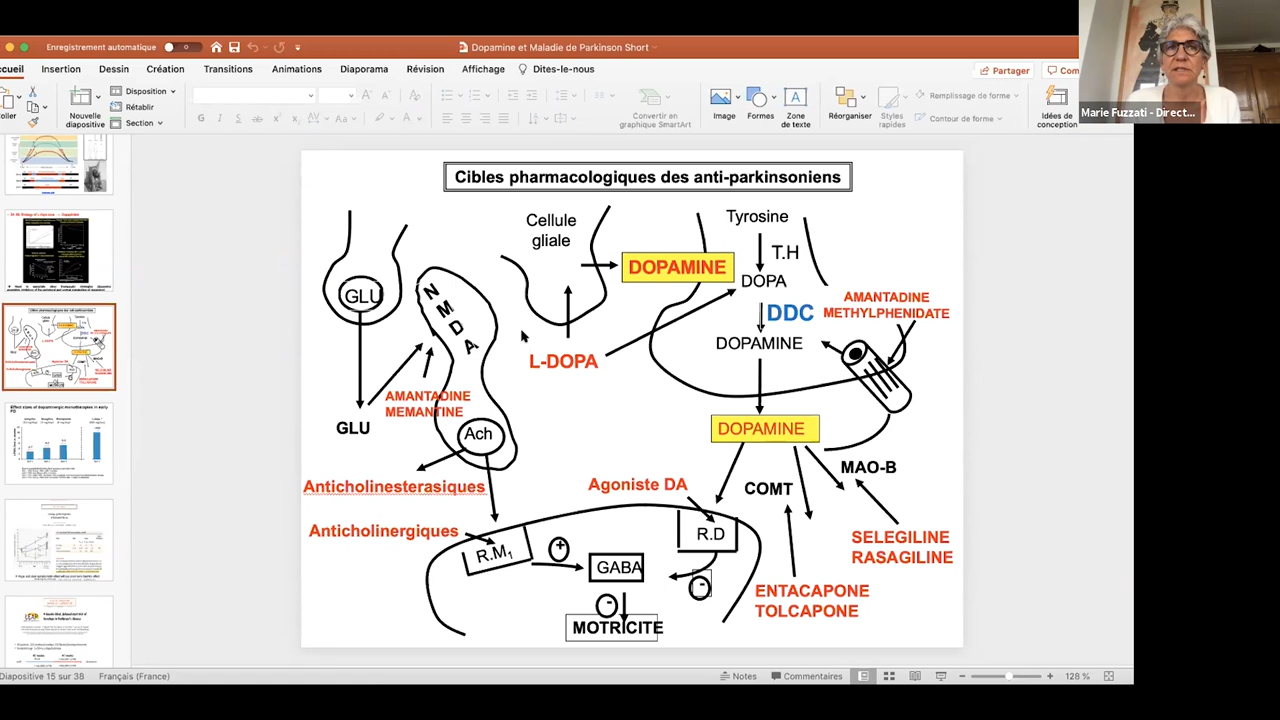 Enregistrement automatique
Dopamine et Maladie de Parkinson Short
ccueil
Insertion
Dessin
Création
Transitions
Animations
Diaporama
Révision
Affichage
Dites-le-nous
Partager
Com
oller
Nouvelle
diapositive
Disposition
Rétablir
Section
Convertir en
graphique SmartArt
Image
Formes
Zone
de texte
Réorganiser
Styles
rapides
Remplissage de forme
Contour de forme
Idées de
conception
Marie Fuzzati - Direct...
Cibles pharmacologiques des anti-parkinsoniens
Cellule
gliale
Tyrosine
T.H
DOPAMINE
DOPA
GLU
NMDA
DDC
AMANTADINE
METHYLPHENIDATE
DOPAMINE
L-DOPA
AMANTADINE
MEMANTINE
GLU
Ach
DOPAMINE
MAO-B
Anticholinesterasiques
Agoniste DA
COMT
Anticholinergiques
R.M1
R.D
+
GABA
SELEGILINE
RASAGILINE
-
-
ENTACAPONE
TOLCAPONE
MOTRICITE
Diapositive 15 sur 38
Français (France)
Notes
Commentaires
128 %